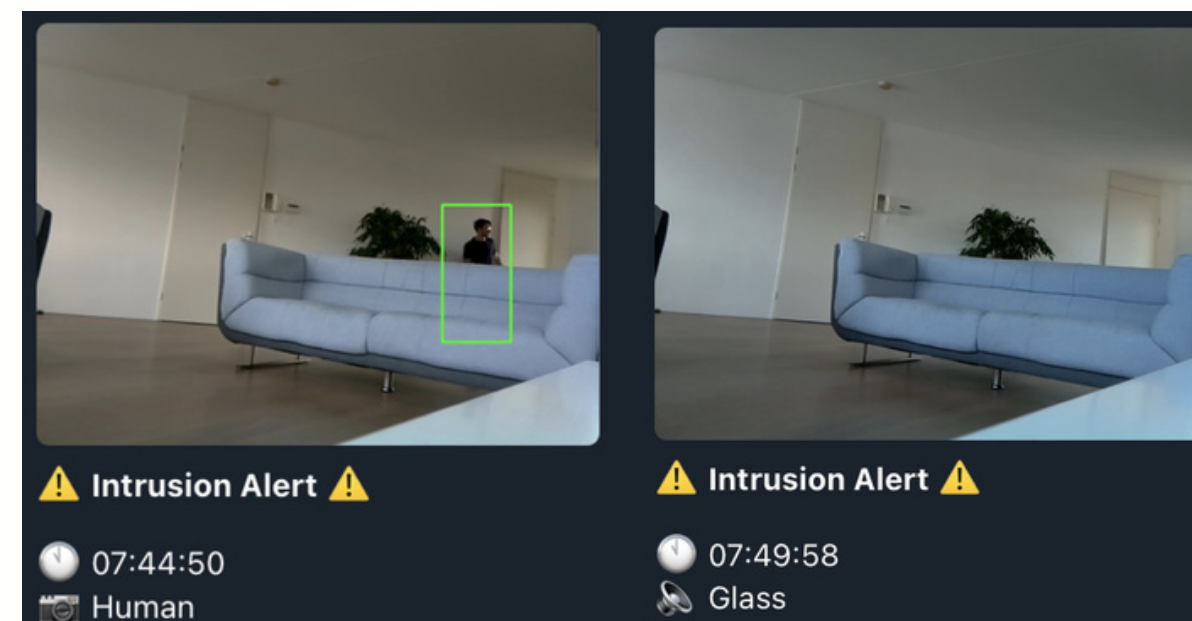 ⚠️ Intrusion Alert ⚠️
07:44:50
Human
⚠️ Intrusion Alert ⚠️
07:49:58
Glass